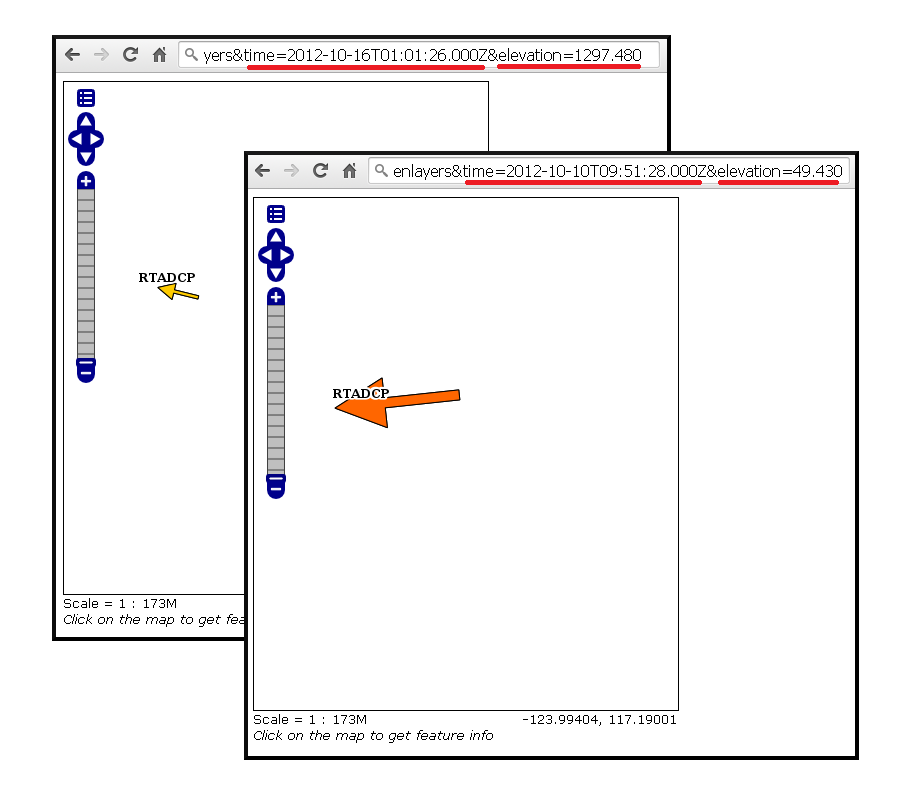 yers&time=2012-10-16T01:01:26.000Z&elevation=1297.480
RTADCP
Scale = 1 : 173M
Click on the map to get fea
enlayers&time=2012-10-10T09:51:28.000Z&elevation=49.430
RTADCP
Scale = 1 : 173M
-123.99404, 117.19001
Click on the map to get feature info